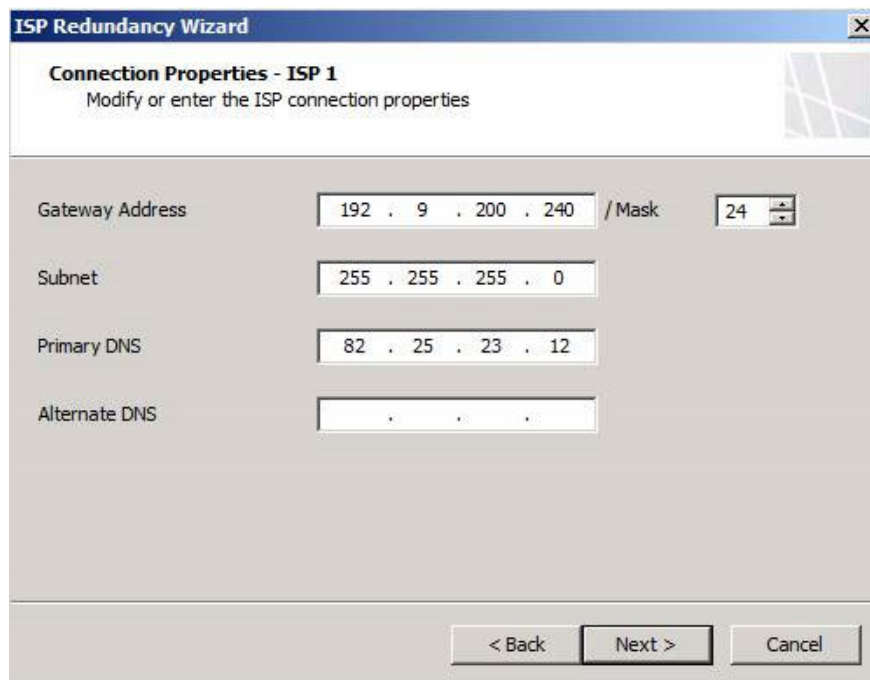 ISP Redundancy Wizard
Connection Properties - ISP 1
Modify or enter the ISP connection properties
Gateway Address 192 . 9 . 200 . 240 / Mask 24
Subnet 255 . 255 . 255 . 0
Primary DNS 82 . 25 . 23 . 12
Alternate DNS . . .
< Back Next > Cancel